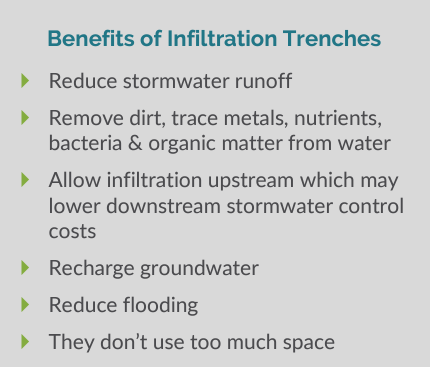 Benefits of Infiltration Trenches
Reduce stormwater runoff
Remove dirt, trace metals, nutrients,
bacteria & organic matter from water
Allow infiltration upstream which may
lower downstream stormwater control
costs
Recharge groundwater
Reduce flooding
They don’t use too much space